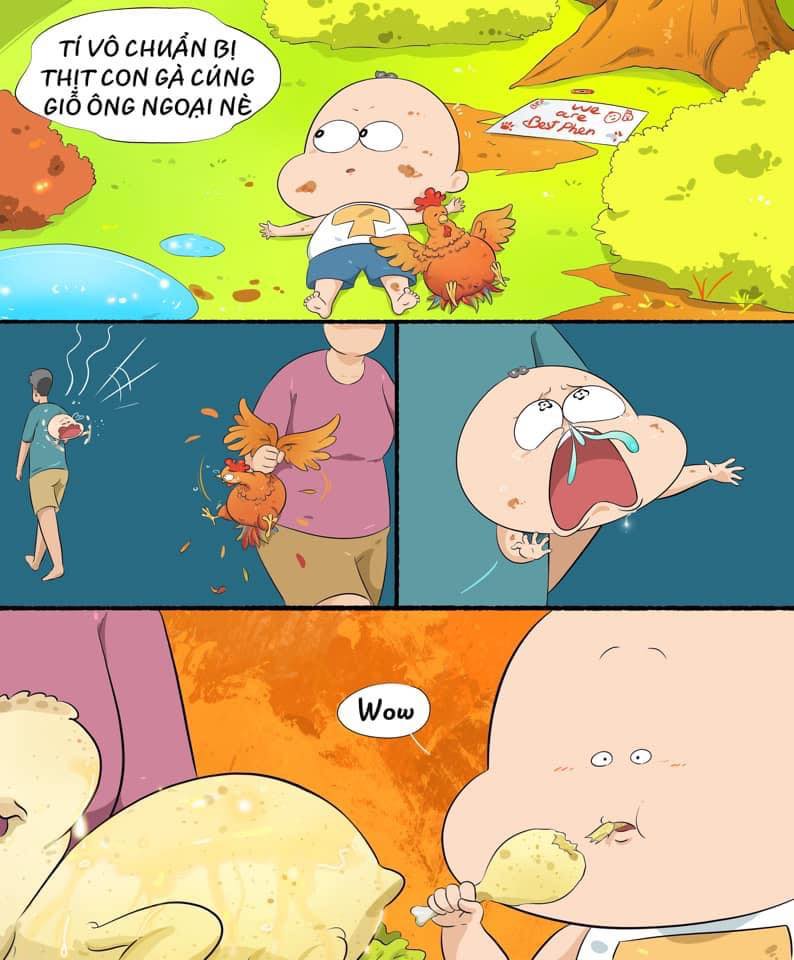 TÍ VÔ CHUẨN BỊ
THỊT CON GÀ CÚNG
GIỖ ÔNG NGOẠI NÈ
We
are
Best Phen
Wow